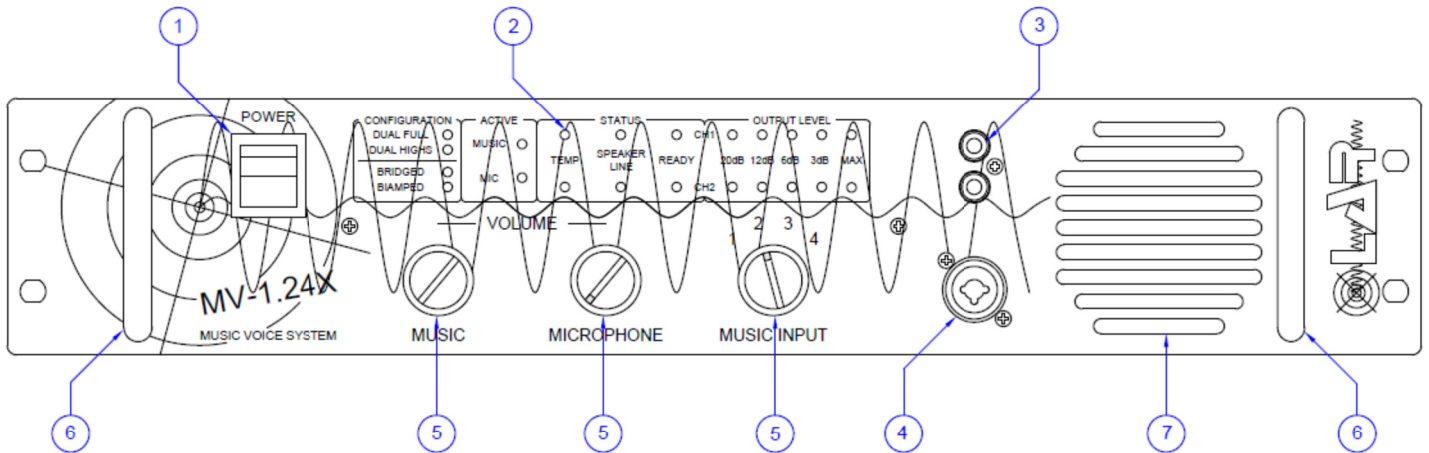 1
2
3
POWER
CONFIGURATION
DUAL FULL
DUAL HIGHS
BRIDGED
BIAMPED
ACTIVE
MUSIC
MIC
STATUS
TEMP SPEAKER LINE READY
OUTPUT LEVEL
CH1
20dB 12dB 6dB 3dB MAX
CH2
VOLUME
1 2 3 4
MV-1.24X
MUSIC VOICE SYSTEM
MUSIC
MICROPHONE
MUSIC INPUT
6
5
5
5
4
7
6